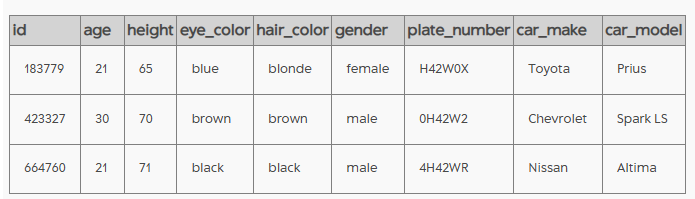 id age height eye_color hair_color gender plate_number car_make car_model
183779 21 65 blue blonde female H42W0X Toyota Prius
423327 30 70 brown brown male 0H42W2 Chevrolet Spark LS
664760 21 71 black black male 4H42WR Nissan Altima